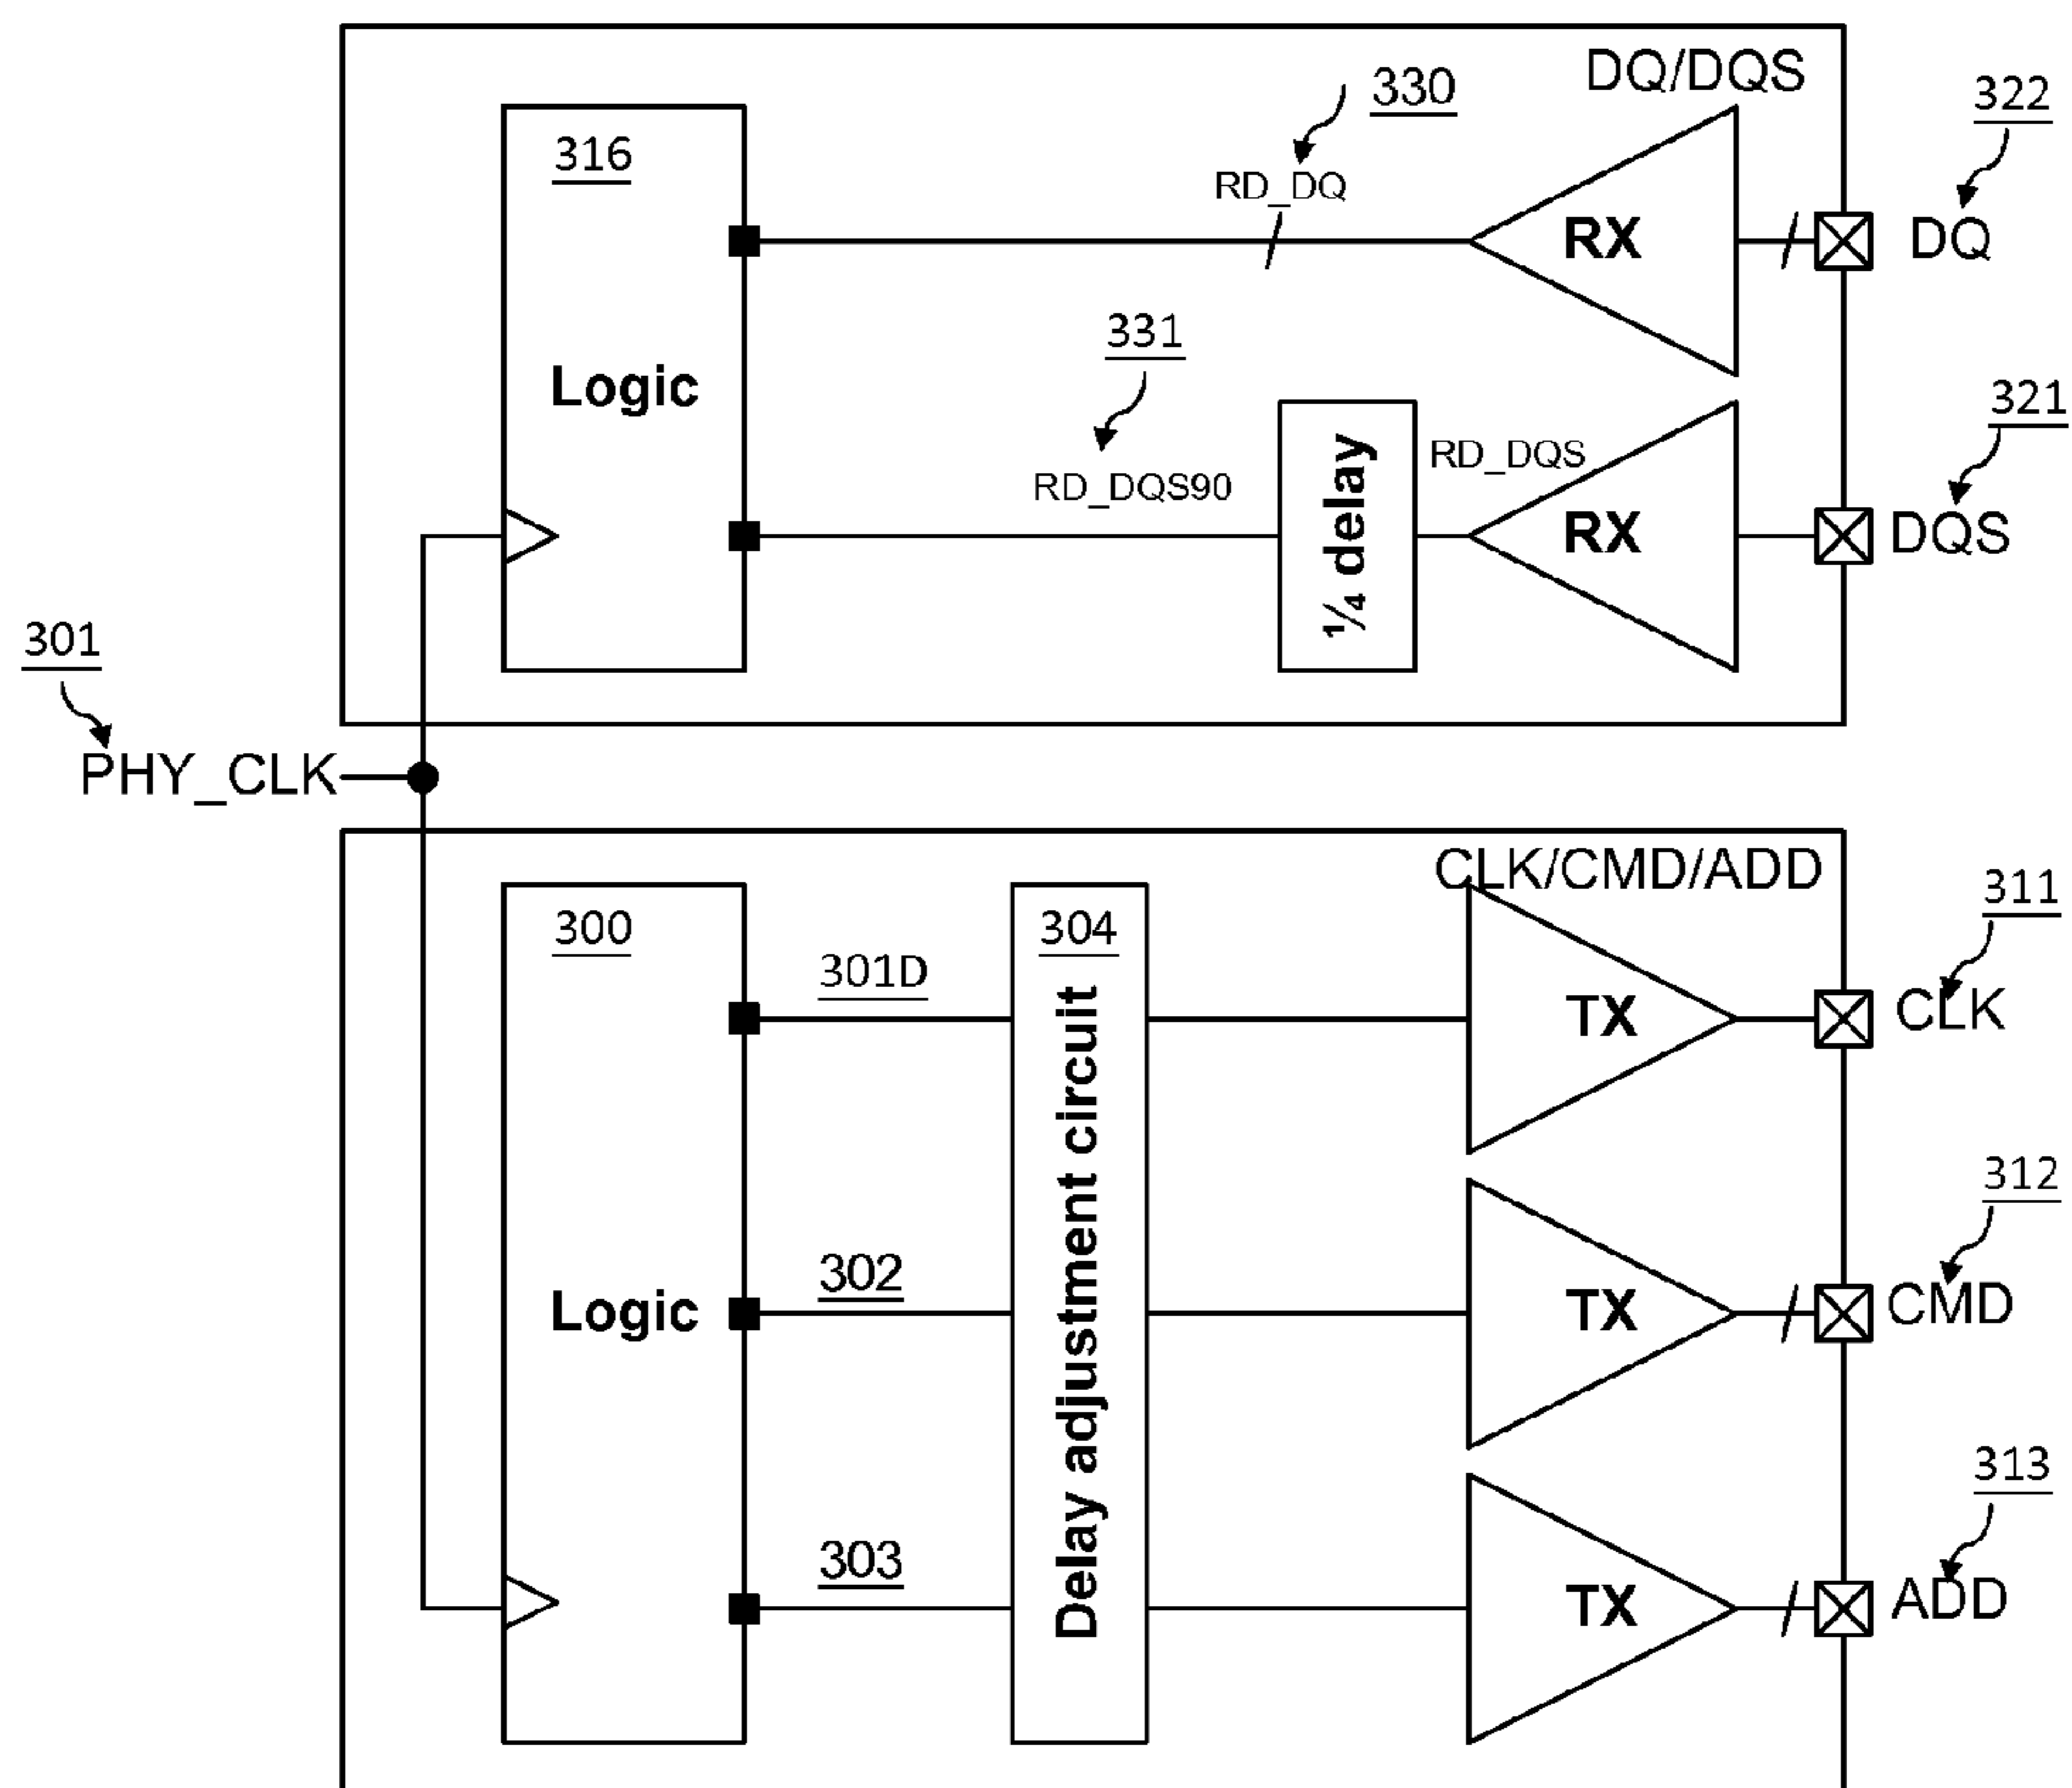 DQ/DQS
330
322
316
RD_DQ
RX
DQ
331
321
Logic
RD_DQS
RD_DQS90
¼ delay
RX
DQS
301
PHY_CLK
CLK/CMD/ADD
311
300
304
301D
CLK
TX
Delay adjustment circuit
312
302
Logic
TX
CMD
313
303
TX
ADD